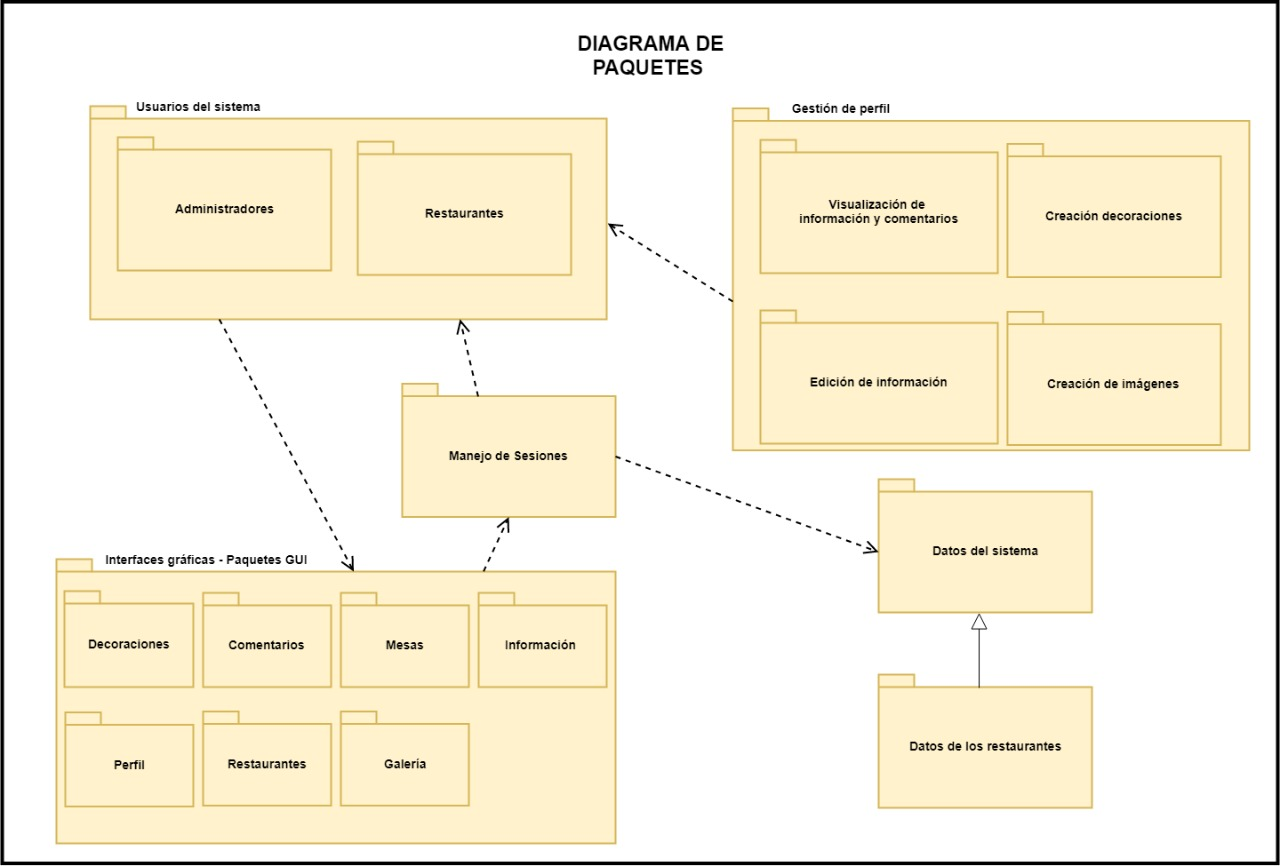 DIAGRAMA DE
PAQUETES
Usuarios del sistema
Administradores
Restaurantes
Gestión de perfil
Visualización de
información y comentarios
Creación decoraciones
Edición de información
Creación de imágenes
Manejo de Sesiones
Datos del sistema
Datos de los restaurantes
Interfaces gráficas - Paquetes GUI
Decoraciones
Comentarios
Mesas
Información
Perfil
Restaurantes
Galería